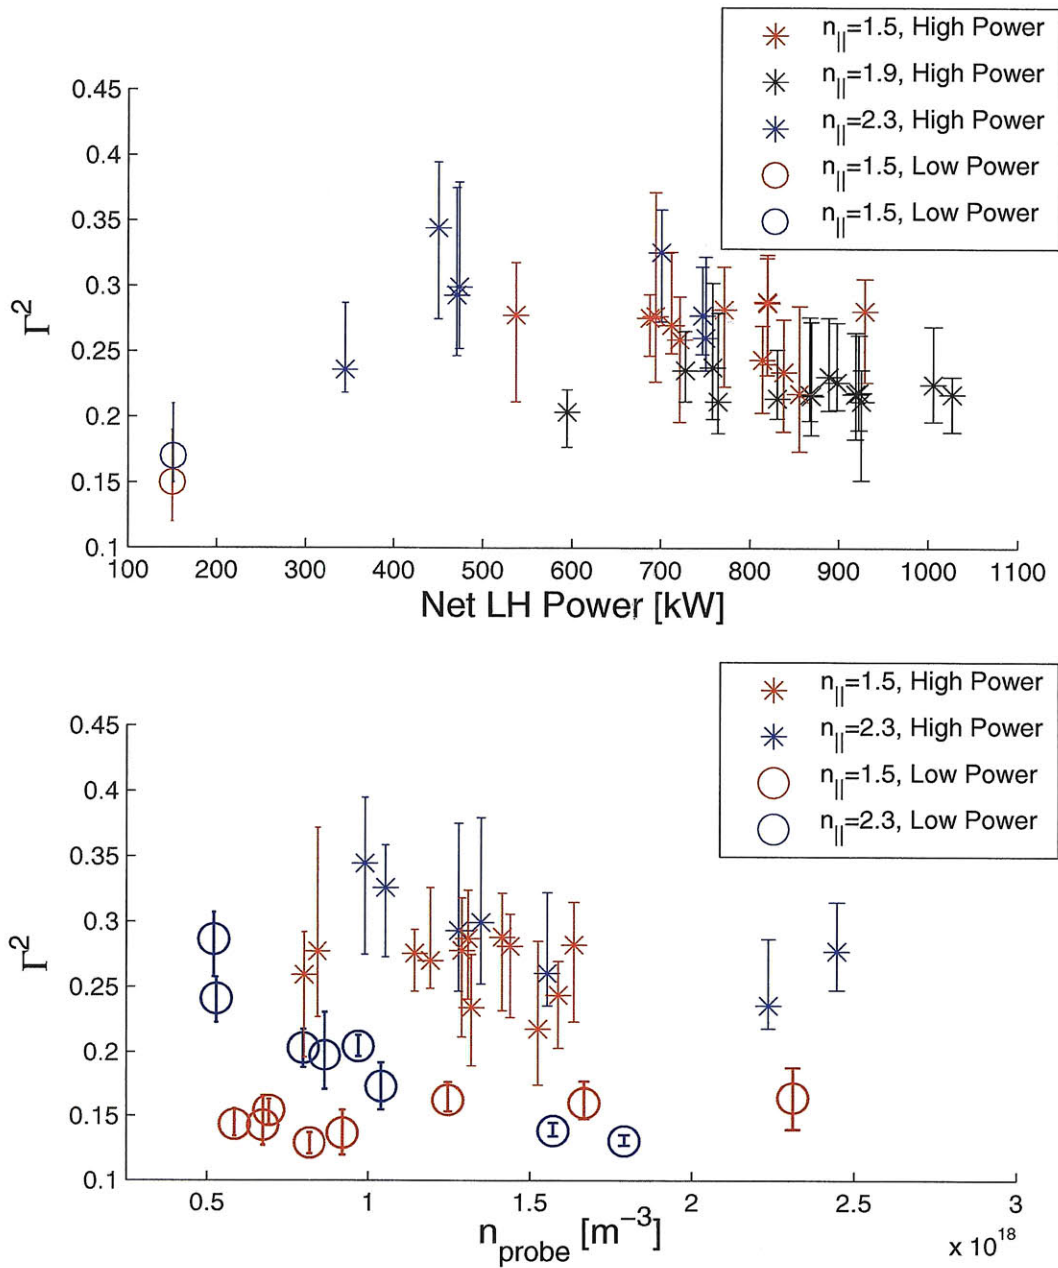 n||=1.5, High Power
n||=1.9, High Power
n||=2.3, High Power
n||=1.5, Low Power
n||=1.5, Low Power
0.45
0.4
0.35
0.3
0.25
0.2
0.15
0.1
Γ²
100 200 300 400 500 600 700 800 900 1000 1100
Net LH Power [kW]
n||=1.5, High Power
n||=2.3, High Power
n||=1.5, Low Power
n||=2.3, Low Power
0.45
0.4
0.35
0.3
0.25
0.2
0.15
0.1
Γ²
0.5 1 1.5 2 2.5 3
n_probe [m⁻³]
x 10¹⁸